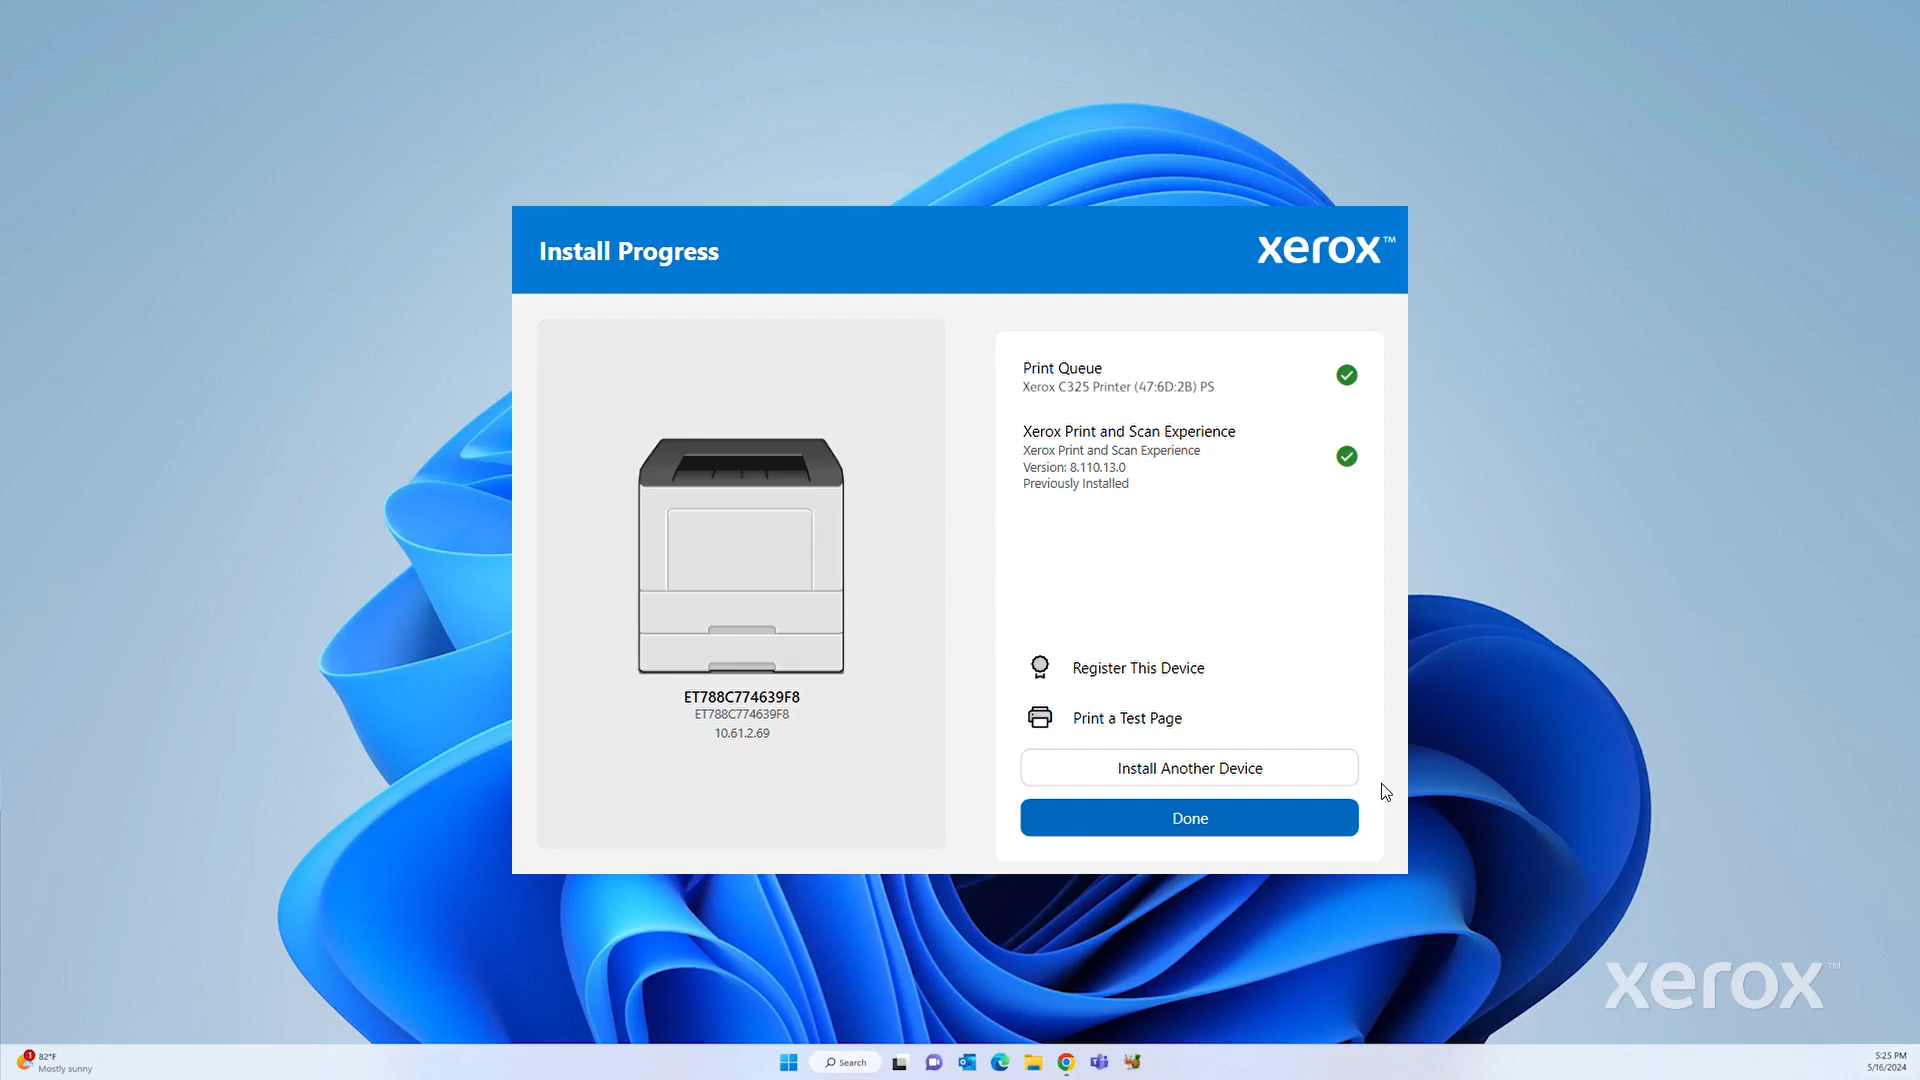 Install Progress
xerox™
Print Queue
Xerox C325 Printer (47:6D:2B) PS
Xerox Print and Scan Experience
Xerox Print and Scan Experience
Version: 8.110.13.0
Previously Installed
ET788C774639F8
ET788C774639F8
10.61.2.69
Register This Device
Print a Test Page
Install Another Device
Done
xerox™
1
82°F
Mostly sunny
Search
5:25 PM
5/16/2024